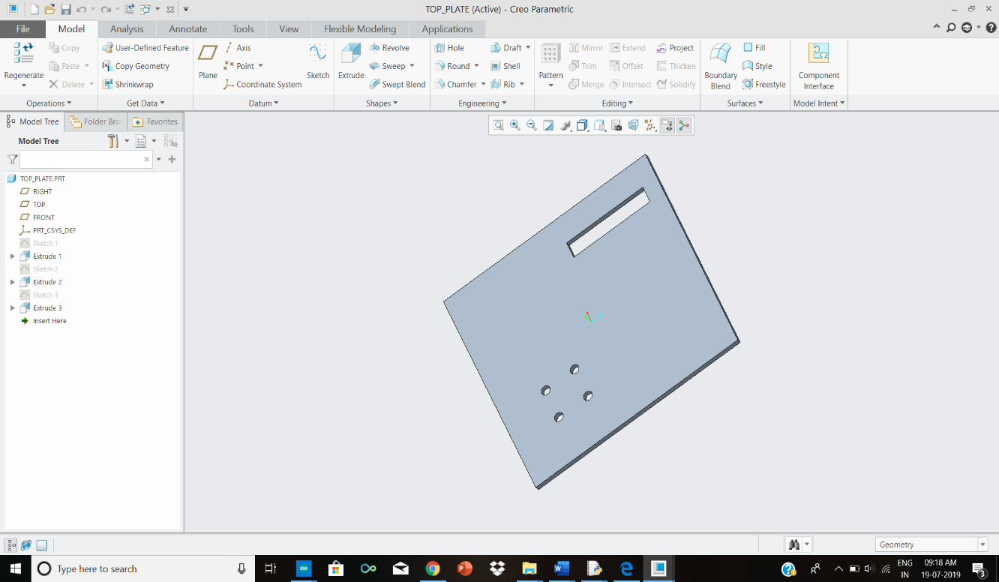 TOP_PLATE (Active) - Creo Parametric
File Model Analysis Annotate Tools View Flexible Modeling Applications
Regenerate
Copy
Paste
Delete
Operations
User-Defined Feature
Copy Geometry
Shrinkwrap
Get Data
Plane
Axis
Point
Coordinate System
Sketch
Datum
Extrude
Revolve
Sweep
Swept Blend
Shapes
Hole
Round
Chamfer
Draft
Shell
Rib
Engineering
Pattern
Mirror
Trim
Merge
Extend
Offset
Intersect
Project
Thicken
Solidify
Editing
Boundary
Blend
Fill
Style
Freestyle
Surfaces
Component
Interface
Model Intent
Model Tree Folder Bro Favorites
Model Tree
TOP_PLATE.PRT
RIGHT
TOP
FRONT
PRT_CSYS_DEF
Sketch 1
Extrude 1
Sketch 2
Extrude 2
Sketch 3
Extrude 3
Insert Here
Geometry
Type here to search
ENG
IN
09:18 AM
19-07-2019
3